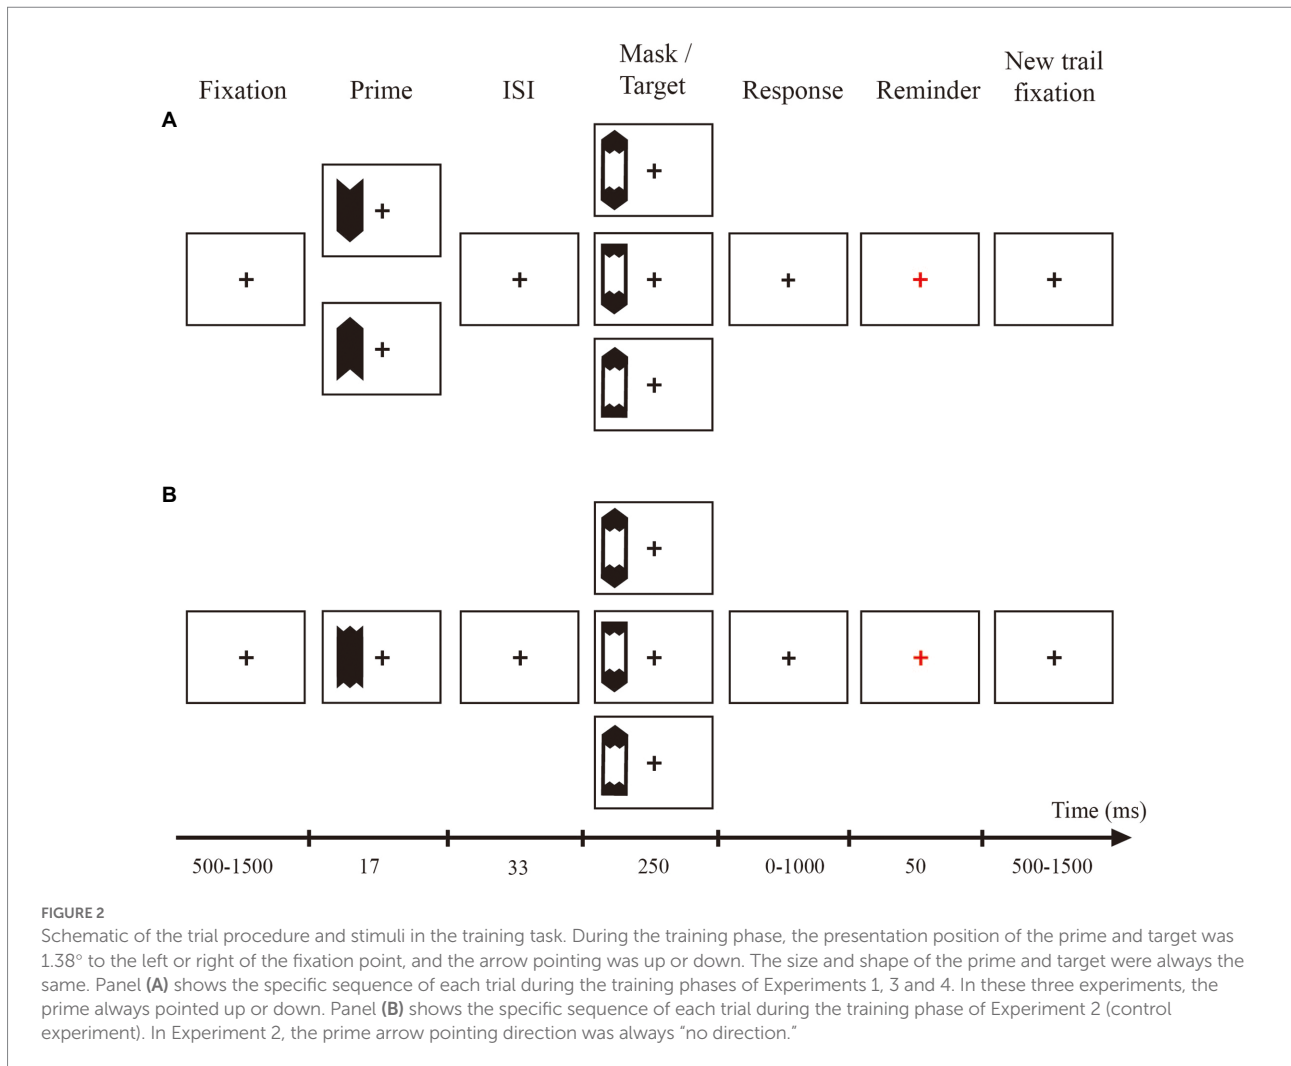 Fixation
Prime
ISI
Mask /
Target
Response
Reminder
New trail
fixation
A
B
Time (ms)
500-1500
17
33
250
0-1000
50
500-1500
FIGURE 2
Schematic of the trial procedure and stimuli in the training task. During the training phase, the presentation position of the prime and target was
1.38° to the left or right of the fixation point, and the arrow pointing was up or down. The size and shape of the prime and target were always the
same. Panel (A) shows the specific sequence of each trial during the training phases of Experiments 1, 3 and 4. In these three experiments, the
prime always pointed up or down. Panel (B) shows the specific sequence of each trial during the training phase of Experiment 2 (control
experiment). In Experiment 2, the prime arrow pointing direction was always “no direction.”